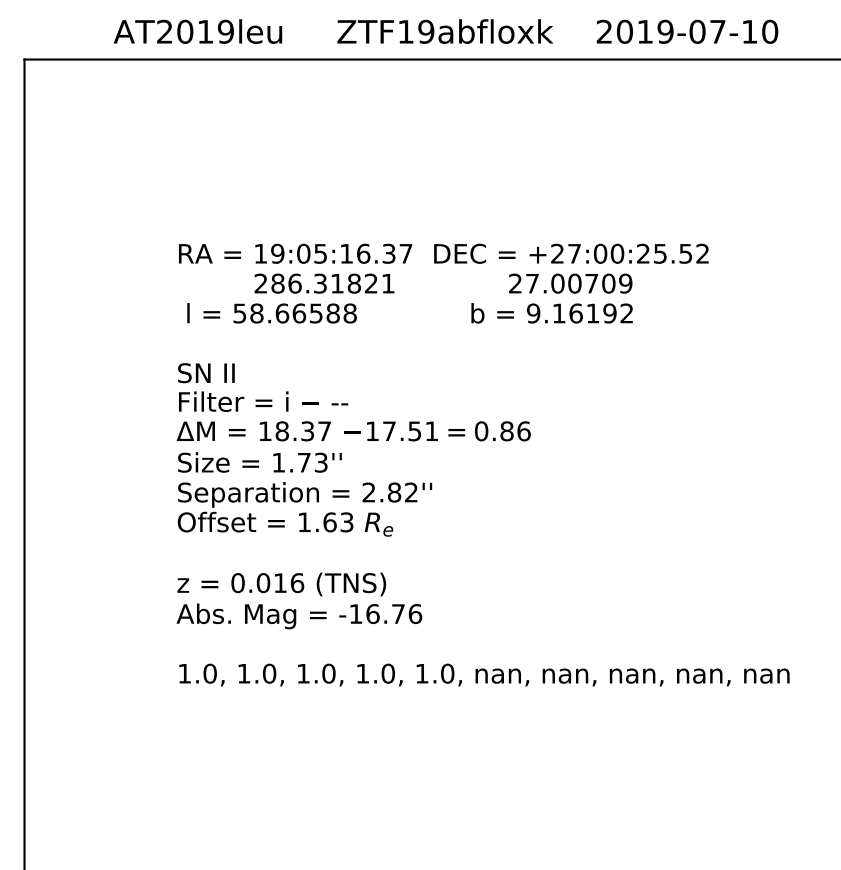 AT2019leu ZTF19abfloxk 2019-07-10
RA = 19:05:16.37 DEC = +27:00:25.52
286.31821 27.00709
l = 58.66588 b = 9.16192
SN II
Filter = i − --
ΔM = 18.37 −17.51 = 0.86
Size = 1.73''
Separation = 2.82''
Offset = 1.63 Re
z = 0.016 (TNS)
Abs. Mag = -16.76
1.0, 1.0, 1.0, 1.0, 1.0, nan, nan, nan, nan, nan